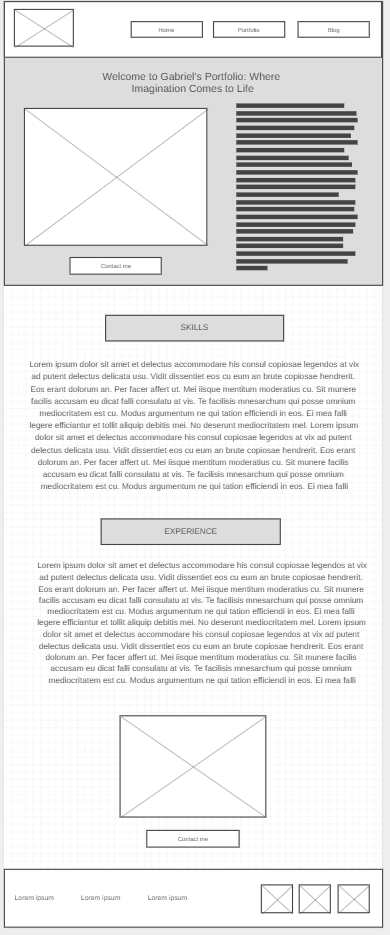 Home
Portfolio
Blog
Welcome to Gabriel's Portfolio: Where
Imagination Comes to Life
Contact me
SKILLS
Lorem ipsum dolor sit amet et delectus accommodare his consul copiosae legendos at vix
ad putent delectus delicata usu. Vidit dissentiet eos cu eum an brute copiosae hendrerit.
Eos erant dolorum an. Per facer affert ut. Mei iisque mentitum moderatius cu. Sit munere
facilis accusam eu dicat falli consulatu at vis. Te facilisis mnesarchum qui posse omnium
mediocritatem est cu. Modus argumentum ne qui tation efficiendi in eos. Ei mea falli
legere efficiantur et tollit aliquip debitis mei. No deserunt mediocritatem mel. Lorem ipsum
dolor sit amet et delectus accommodare his consul copiosae legendos at vix ad putent
delectus delicata usu. Vidit dissentiet eos cu eum an brute copiosae hendrerit. Eos erant
dolorum an. Per facer affert ut. Mei iisque mentitum moderatius cu. Sit munere facilis
accusam eu dicat falli consulatu at vis. Te facilisis mnesarchum qui posse omnium
mediocritatem est cu. Modus argumentum ne qui tation efficiendi in eos. Ei mea falli
EXPERIENCE
Lorem ipsum dolor sit amet et delectus accommodare his consul copiosae legendos at vix
ad putent delectus delicata usu. Vidit dissentiet eos cu eum an brute copiosae hendrerit.
Eos erant dolorum an. Per facer affert ut. Mei iisque mentitum moderatius cu. Sit munere
facilis accusam eu dicat falli consulatu at vis. Te facilisis mnesarchum qui posse omnium
mediocritatem est cu. Modus argumentum ne qui tation efficiendi in eos. Ei mea falli
legere efficiantur et tollit aliquip debitis mei. No deserunt mediocritatem mel. Lorem ipsum
dolor sit amet et delectus accommodare his consul copiosae legendos at vix ad putent
delectus delicata usu. Vidit dissentiet eos cu eum an brute copiosae hendrerit. Eos erant
dolorum an. Per facer affert ut. Mei iisque mentitum moderatius cu. Sit munere facilis
accusam eu dicat falli consulatu at vis. Te facilisis mnesarchum qui posse omnium
mediocritatem est cu. Modus argumentum ne qui tation efficiendi in eos. Ei mea falli
Contact me
Lorem ipsum
Lorem ipsum
Lorem ipsum